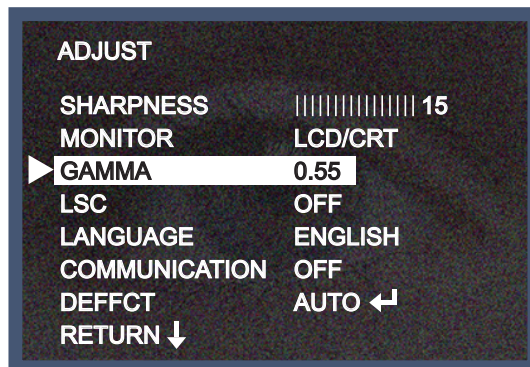 ADJUST
SHARPNESS |||||||||||||||| 15
MONITOR LCD/CRT
GAMMA 0.55
LSC OFF
LANGUAGE ENGLISH
COMMUNICATION OFF
DEFFCT AUTO ↵
RETURN ↓